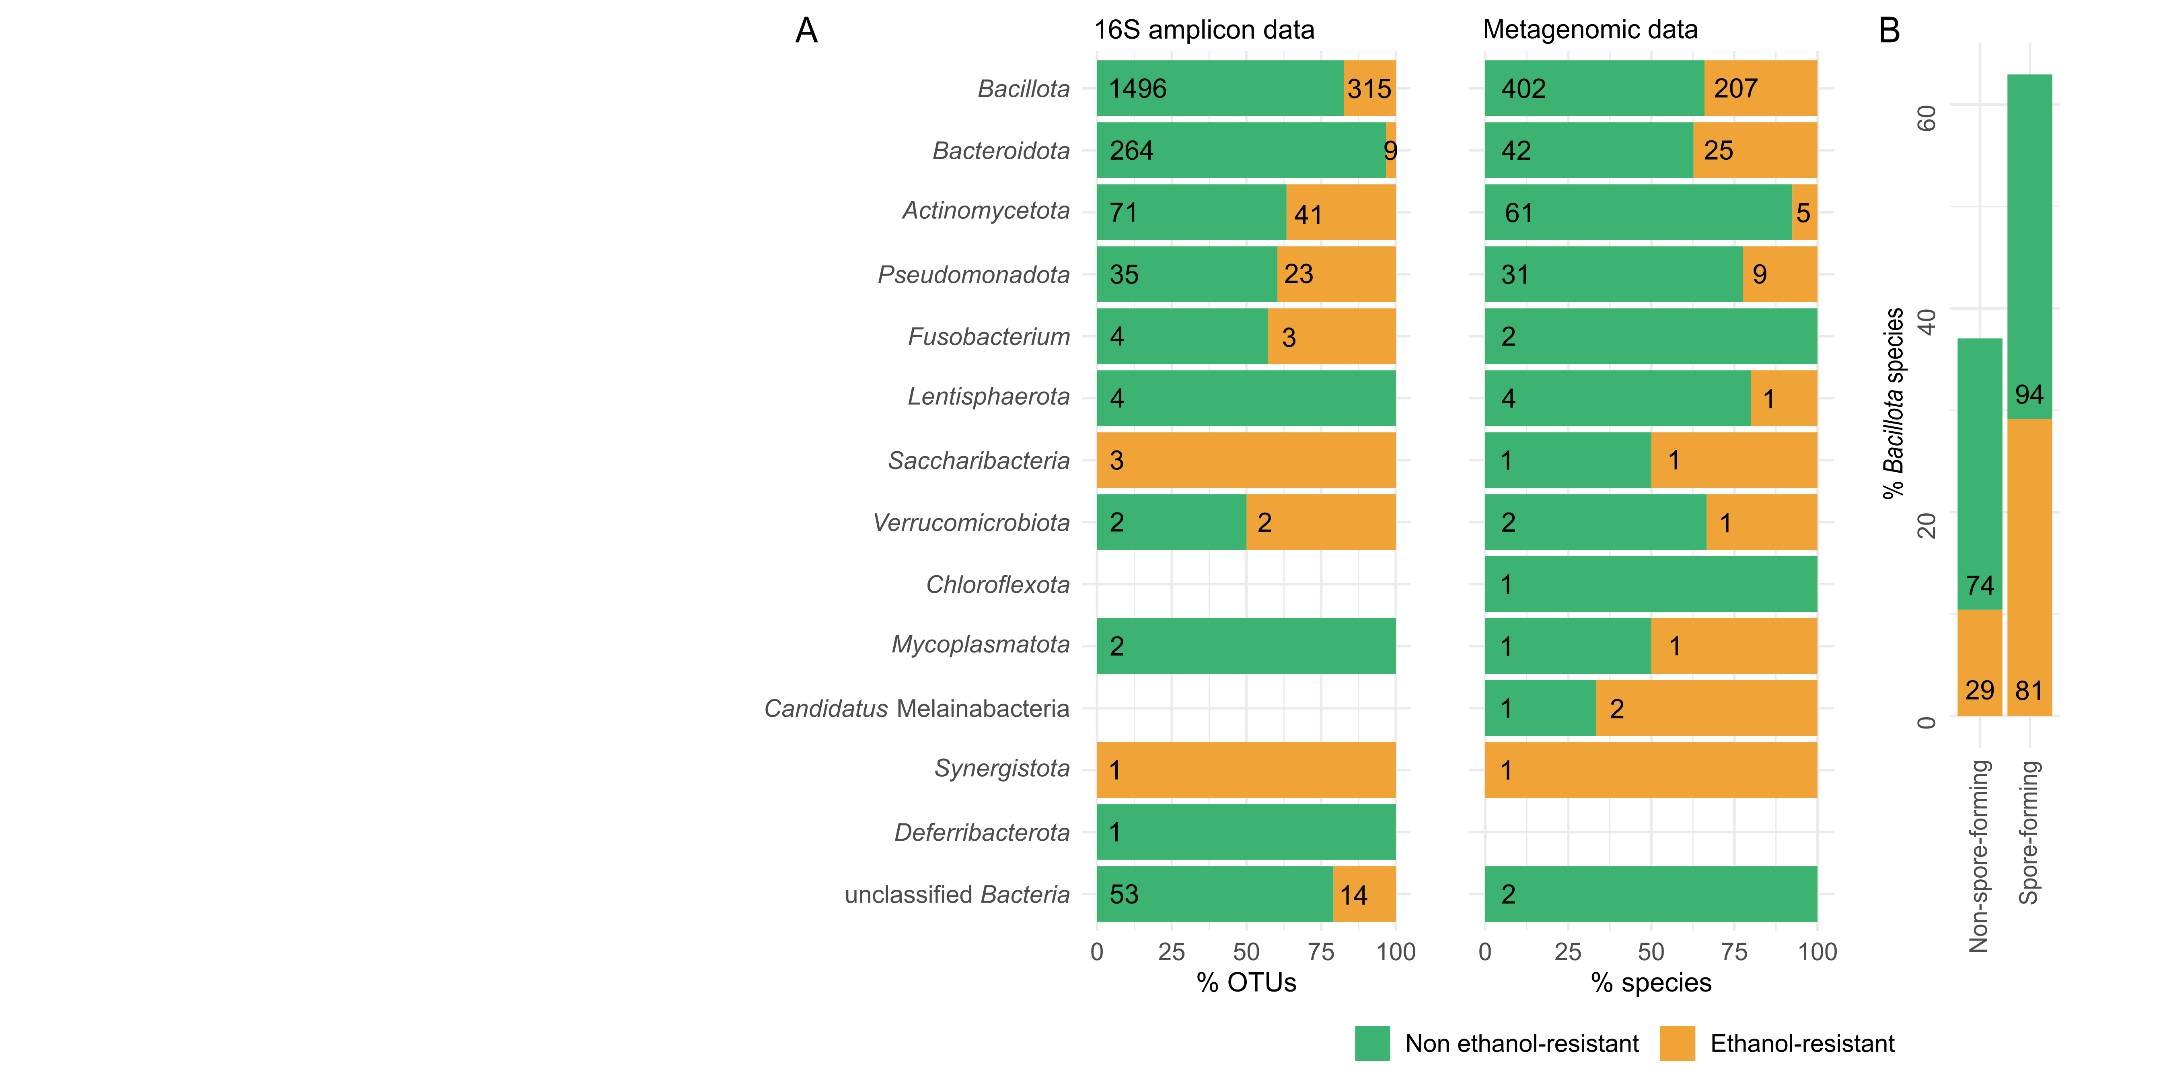 A
16S amplicon data
Metagenomic data
B
Bacillota
1496
315
402
207
Bacteroidota
264
9
42
25
Actinomycetota
71
41
61
5
Pseudomonadota
35
23
31
9
Fusobacterium
4
3
2
Lentisphaerota
4
4
1
Saccharibacteria
3
1
1
Verrucomicrobiota
2
2
2
1
Chloroflexota
1
Mycoplasmatota
2
1
1
Candidatus Melainabacteria
1
2
Synergistota
1
1
Deferribacterota
1
unclassified Bacteria
53
14
2
0 25 50 75 100
% OTUs
0 25 50 75 100
% species
% Bacillota species
60
40
20
0
74
29
94
81
Non-spore-forming
Spore-forming
Non ethanol-resistant
Ethanol-resistant